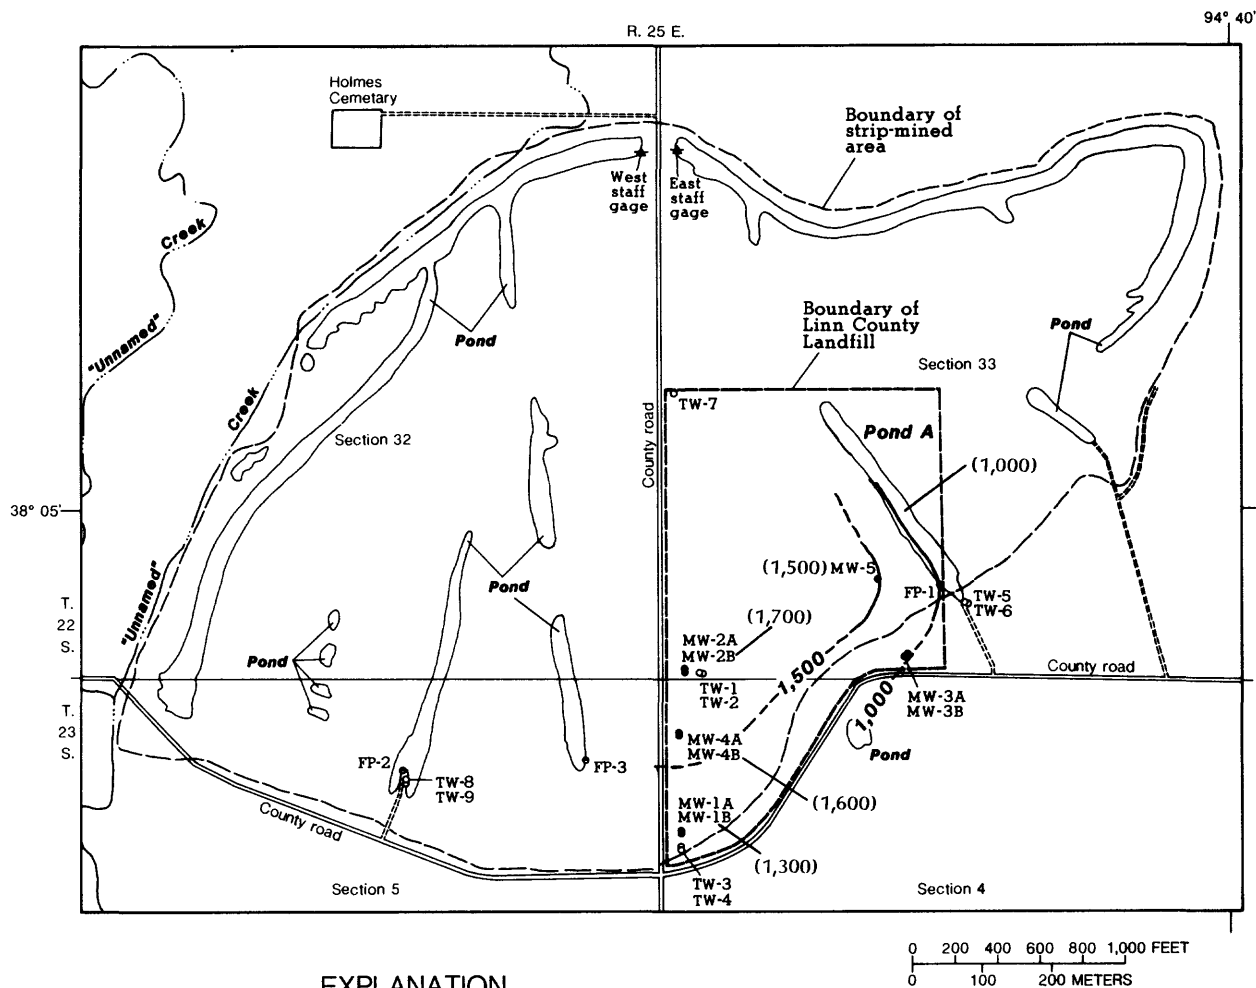 94° 40'
R. 25 E.
Holmes
Cemetary
Boundary of
strip-mined
area
West
staff
gage
East
staff
gage
Creek
"Unnamed"
Pond
Boundary of
Linn County
Landfill
Pond
Section 33
Creek
TW-7
Section 32
Pond A
County road
(1,000)
38° 05'
"Unnamed"
Pond
(1,500) MW-5
FP-1
TW-5
TW-6
T.
22
S.
(1,700)
MW-2A
MW-2B
Pond
1,500
County road
TW-1
TW-2
MW-3A
MW-3B
1,000
T.
23
S.
MW-4A
MW-4B
Pond
FP-2
FP-3
TW-8
TW-9
(1,600)
MW-1A
MW-1B
County road
(1,300)
Section 5
TW-3
TW-4
Section 4
0 200 400 600 800 1,000 FEET
0 100 200 METERS
EXPLANATION